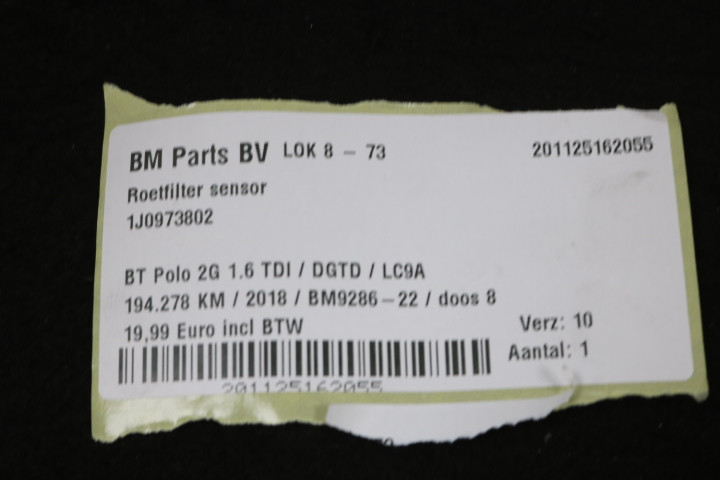 BM Parts BV LOK 8 - 73 201125162055
Roetfilter sensor
1J0973802
BT Polo 2G 1.6 TDI / DGTD / LC9A
194.278 KM / 2018 / BM9286-22 / doos 8
19,99 Euro incl BTW
Verz: 10
Aantal: 1
201125162055